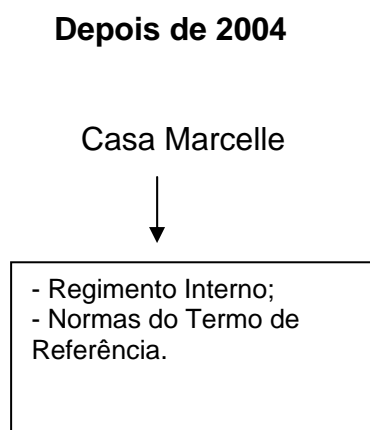 Depois de 2004
Casa Marcelle
- Regimento Interno;
- Normas do Termo de
Referência.